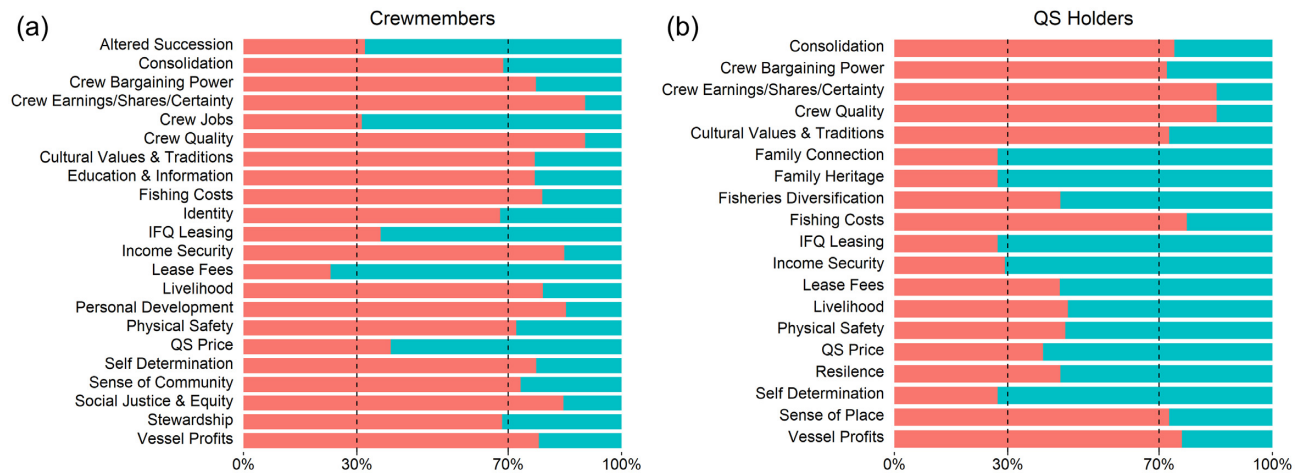 (a)
Crewmembers
Altered Succession
Consolidation
Crew Bargaining Power
Crew Earnings/Shares/Certainty
Crew Jobs
Crew Quality
Cultural Values & Traditions
Education & Information
Fishing Costs
Identity
IFQ Leasing
Income Security
Lease Fees
Livelihood
Personal Development
Physical Safety
QS Price
Self Determination
Sense of Community
Social Justice & Equity
Stewardship
Vessel Profits
0% 30% 70% 100%
(b)
QS Holders
Consolidation
Crew Bargaining Power
Crew Earnings/Shares/Certainty
Crew Quality
Cultural Values & Traditions
Family Connection
Family Heritage
Fisheries Diversification
Fishing Costs
IFQ Leasing
Income Security
Lease Fees
Livelihood
Physical Safety
QS Price
Resilence
Self Determination
Sense of Place
Vessel Profits
0% 30% 70% 100%